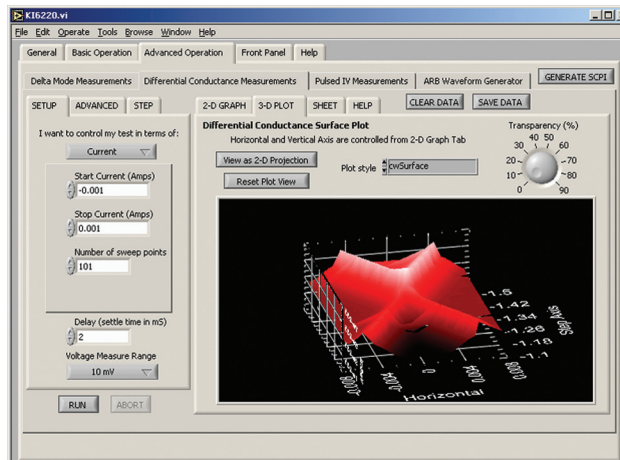 KI6220.vi
File Edit Operate Tools Browse Window Help
General Basic Operation Advanced Operation Front Panel Help
Delta Mode Measurements Differential Conductance Measurements Pulsed IV Measurements ARB Waveform Generator GENERATE SCPI
SETUP ADVANCED STEP
I want to control my test in terms of:
Current
Start Current (Amps)
-0.001
Stop Current (Amps)
0.001
Number of sweep points
101
Delay (settle time in mS)
2
Voltage Measure Range
10 mV
RUN ABORT
2-D GRAPH 3-D PLOT SHEET HELP CLEAR DATA SAVE DATA
Differential Conductance Surface Plot
Horizontal and Vertical Axis are controlled from 2-D Graph Tab
View as 2-D Projection
Reset Plot View
Plot style cwSurface
Transparency (%)
0 10 20 30 40 50 60 70 80 90
-1.5
-1.42
-1.34
-1.26
-1.18
-1.1
Step Axis
0
Horizontal